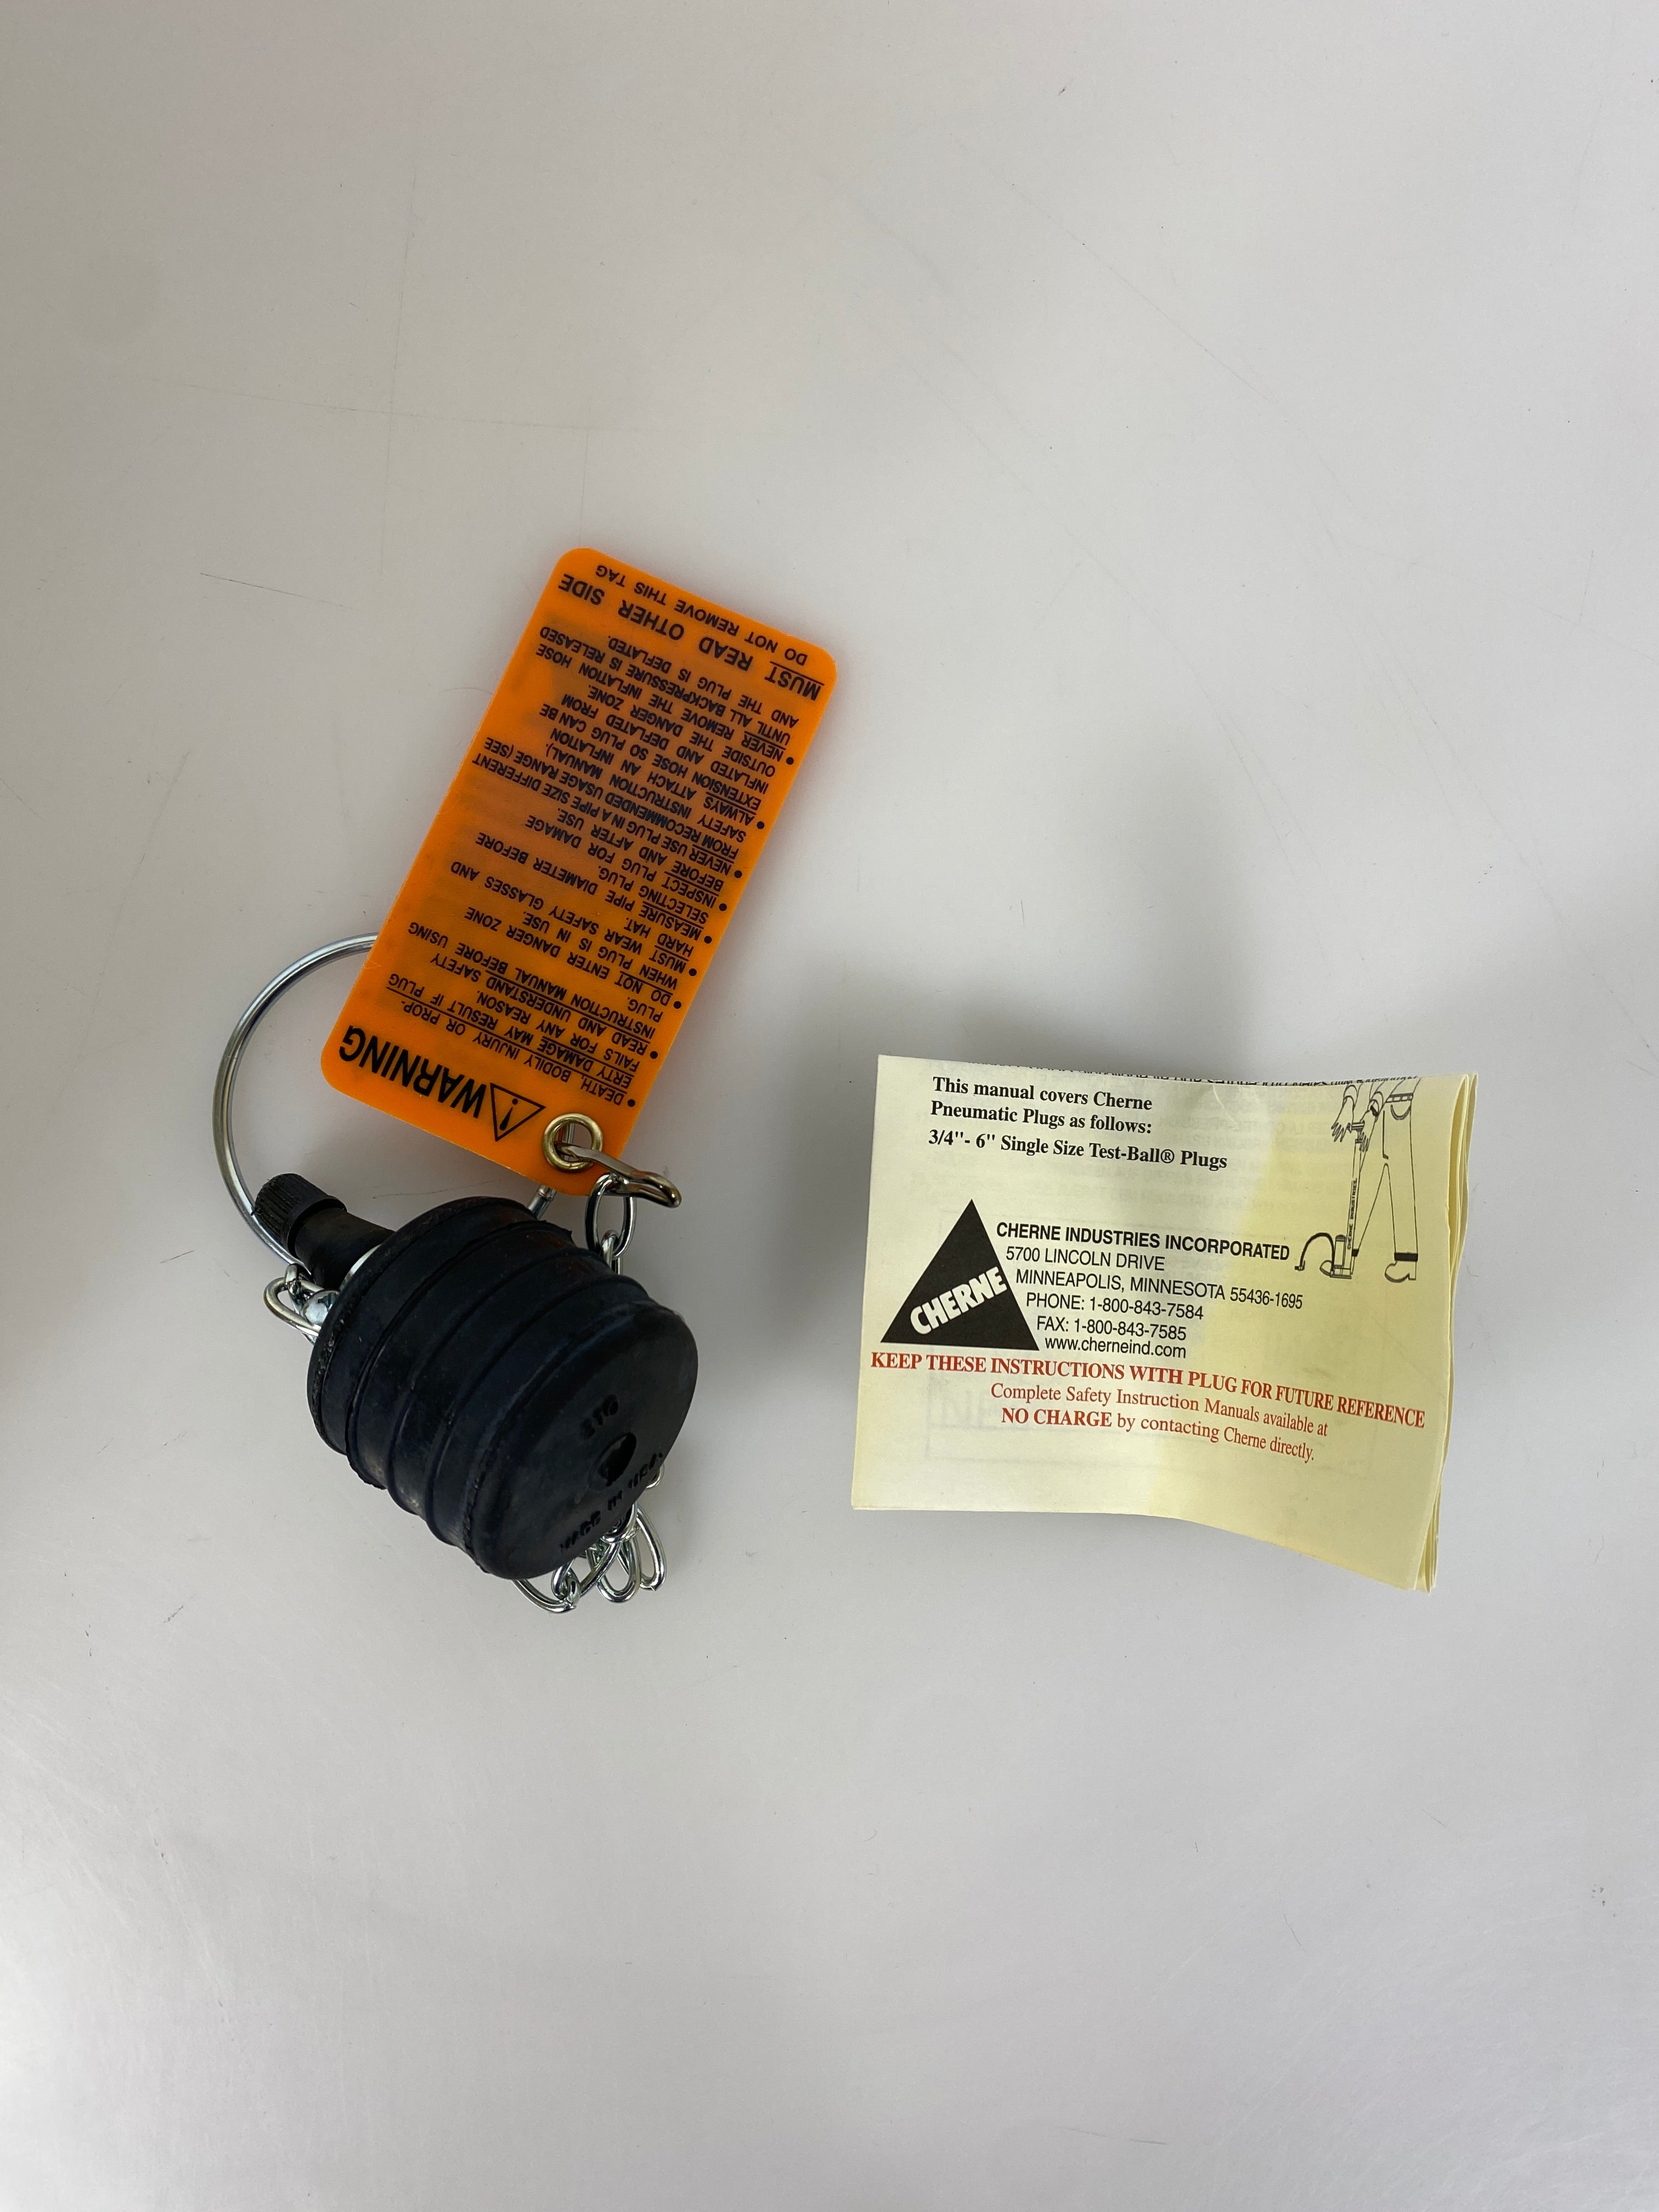 WARNING
• DEATH, BODILY INJURY OR PROP-
ERTY DAMAGE MAY RESULT IF PLUG
FAILS FOR ANY REASON.
• READ AND UNDERSTAND SAFETY
INSTRUCTION MANUAL BEFORE USING
PLUG.
• DO NOT ENTER DANGER ZONE
WHEN PLUG IS IN USE.
• MUST WEAR SAFETY GLASSES AND
HARD HAT.
• MEASURE PIPE DIAMETER BEFORE
SELECTING PLUG.
• INSPECT PLUG FOR DAMAGE
BEFORE AND AFTER USE.
• NEVER USE PLUG IN A PIPE SIZE DIFFERENT
FROM RECOMMENDED USAGE RANGE (SEE
SAFETY INSTRUCTION MANUAL).
• ALWAYS ATTACH AN INFLATION
EXTENSION HOSE SO PLUG CAN BE
INFLATED AND DEFLATED FROM
OUTSIDE THE DANGER ZONE.
• NEVER REMOVE THE INFLATION HOSE
UNTIL ALL BACKPRESSURE IS RELEASED
AND THE PLUG IS DEFLATED.
MUST READ OTHER SIDE
DO NOT REMOVE THIS TAG
MADE IN U.S.A.
This manual covers Cherne
Pneumatic Plugs as follows:
3/4"- 6" Single Size Test-Ball® Plugs
CHERNE
CHERNE INDUSTRIES INCORPORATED
5700 LINCOLN DRIVE
MINNEAPOLIS, MINNESOTA 55436-1695
PHONE: 1-800-843-7584
FAX: 1-800-843-7585
www.cherneind.com
KEEP THESE INSTRUCTIONS WITH PLUG FOR FUTURE REFERENCE
Complete Safety Instruction Manuals available at
NO CHARGE by contacting Cherne directly.
CHERNE INDUSTRIES